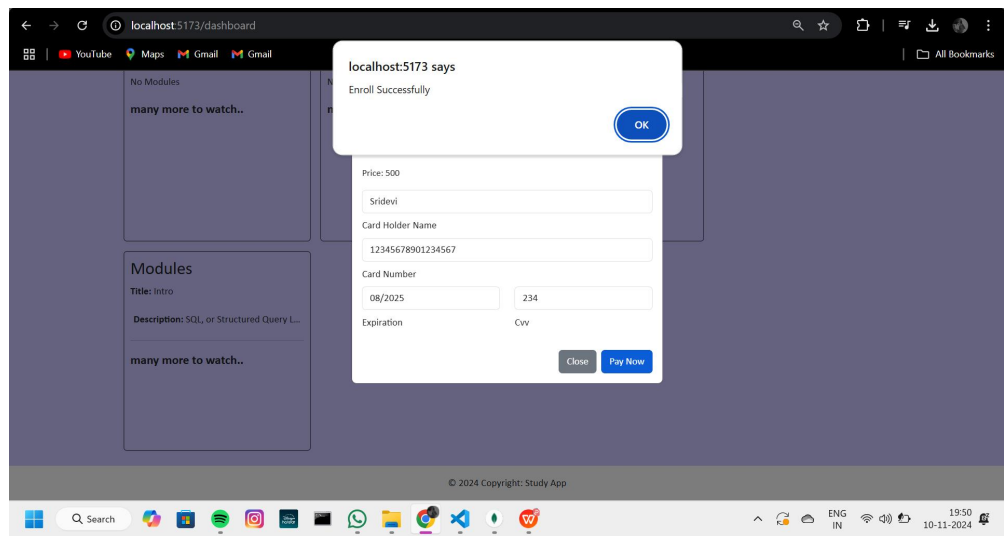 localhost:5173/dashboard
YouTube Maps Gmail Gmail All Bookmarks
localhost:5173 says
Enroll Successfully
OK
No Modules
many more to watch..
Price: 500
Sridevi
Card Holder Name
12345678901234567
Card Number
08/2025 234
Expiration Cvv
Close Pay Now
Modules
Title: Intro
Description: SQL, or Structured Query L...
many more to watch..
© 2024 Copyright: Study App
Search
ENG
IN
19:50
10-11-2024